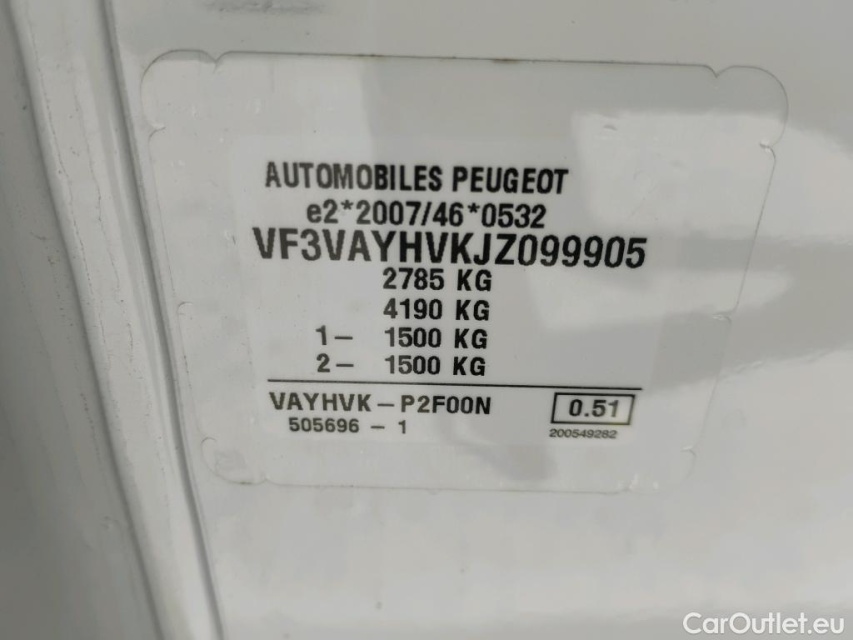 AUTOMOBILES PEUGEOT
e2*2007/46*0532
VF3VAYHVKJZ099905
2785 KG
4190 KG
1- 1500 KG
2- 1500 KG
VAYHVK-P2F00N 0.51
505696-1 200549282
CarOutlet.eu